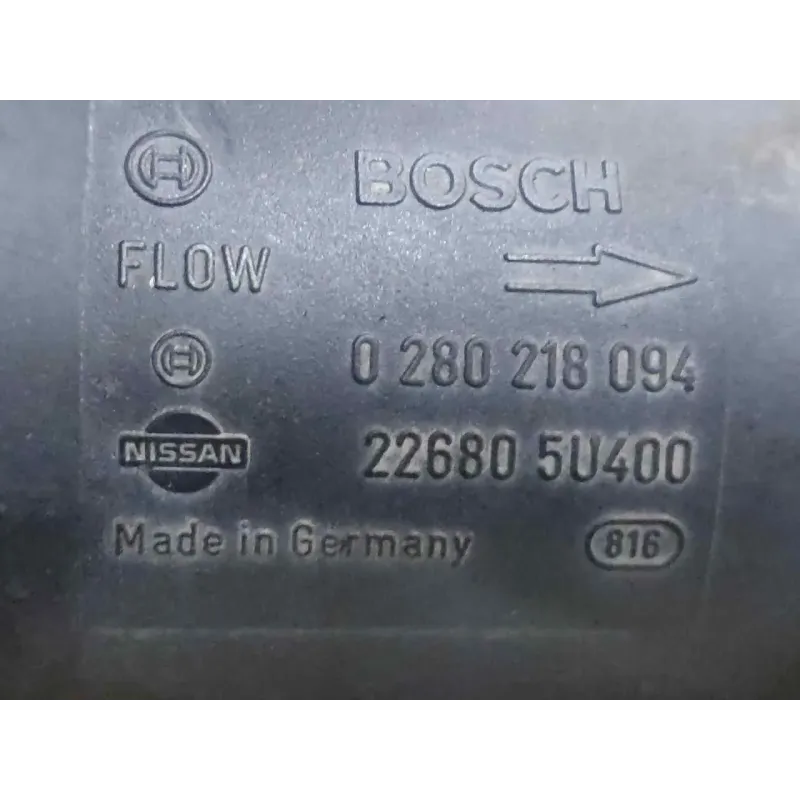 BOSCH
FLOW
0 280 218 094
NISSAN 22680 5U400
Made in Germany 816